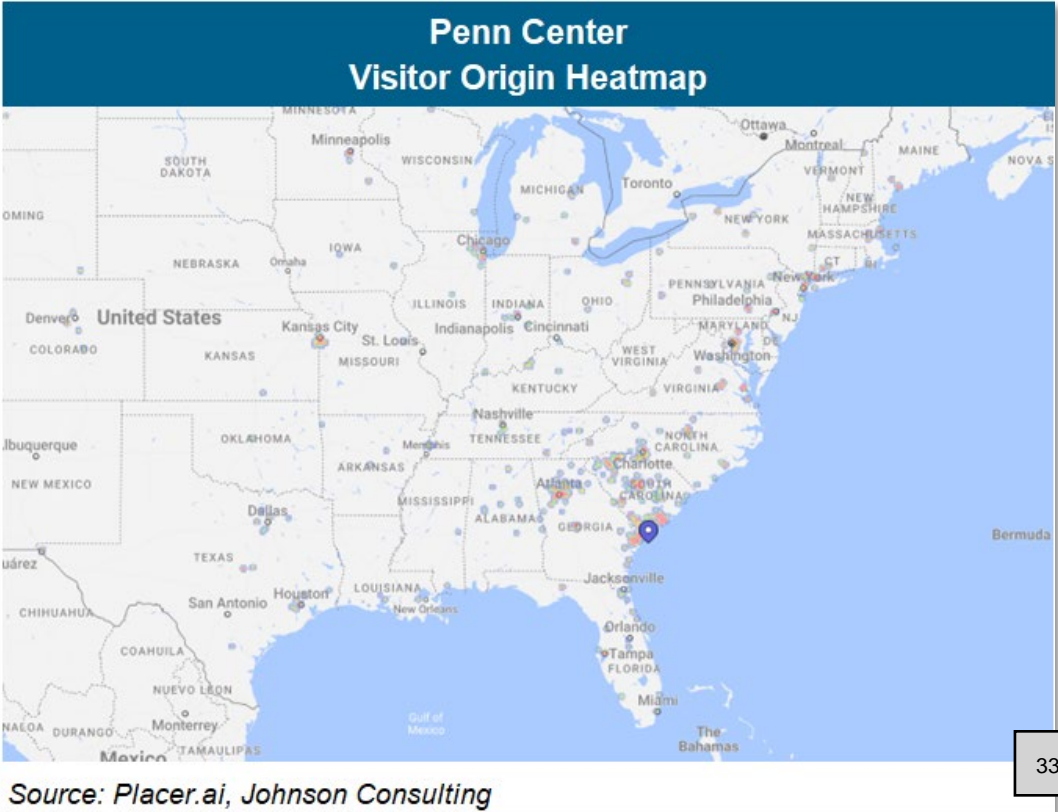 Penn Center
Visitor Origin Heatmap
MINNESOTA
Minneapolis
Ottawa
Montreal
MAINE
NOVA S
SOUTH
DAKOTA
WISCONSIN
VERMONT
MICHIGAN
Toronto
NEW
HAMPSHIRE
OMING
NEW YORK
MASSACHUSETTS
IOWA
Chicago
NEBRASKA
Omaha
CT
RI
New York
PENNSYLVANIA
ILLINOIS
INDIANA
OHIO
Philadelphia
Denver
United States
Kansas City
St. Louis
Indianapolis
Cincinnati
MARYLAND
NJ
DC
COLORADO
KANSAS
MISSOURI
WEST
VIRGINIA
Washington
KENTUCKY
VIRGINIA
Nashville
TENNESSEE
NORTH
CAROLINA
lbuquerque
OKLAHOMA
Memphis
ARKANSAS
Charlotte
NEW MEXICO
Atlanta
SOUTH
CAROLINA
MISSISSIPPI
Dallas
ALABAMA
GEORGIA
Bermuda
TEXAS
uárez
Jacksonville
CHIHUAHUA
San Antonio
Houston
LOUISIANA
New Orleans
Orlando
COAHUILA
Tampa
FLORIDA
NUEVO LEON
Miami
Gulf of
Mexico
NALOA
DURANGO
Monterrey
The
Bahamas
TAMAULIPAS
Mexico
33
Source: Placer.ai, Johnson Consulting